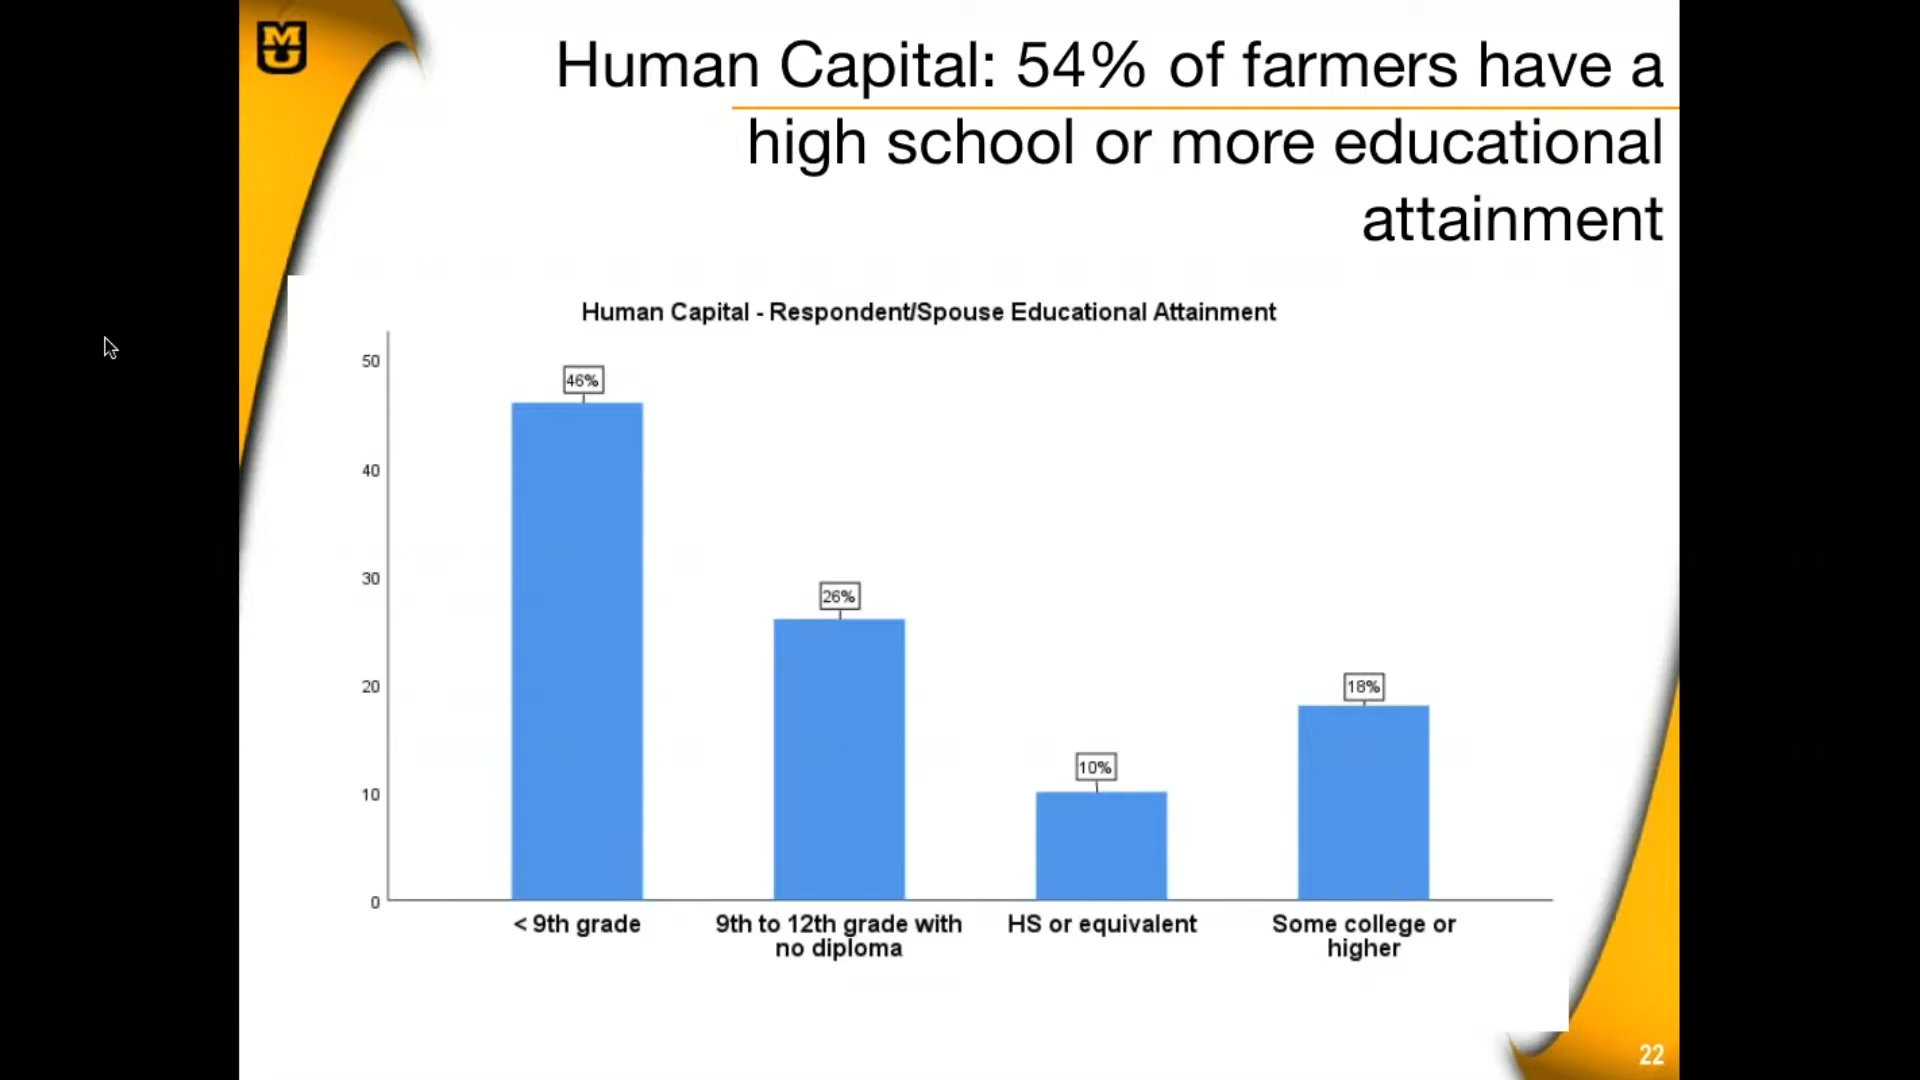 MU
Human Capital: 54% of farmers have a
high school or more educational
attainment
Human Capital - Respondent/Spouse Educational Attainment
50
40
30
20
10
0
46%
26%
10%
18%
< 9th grade
9th to 12th grade with
no diploma
HS or equivalent
Some college or
higher
22